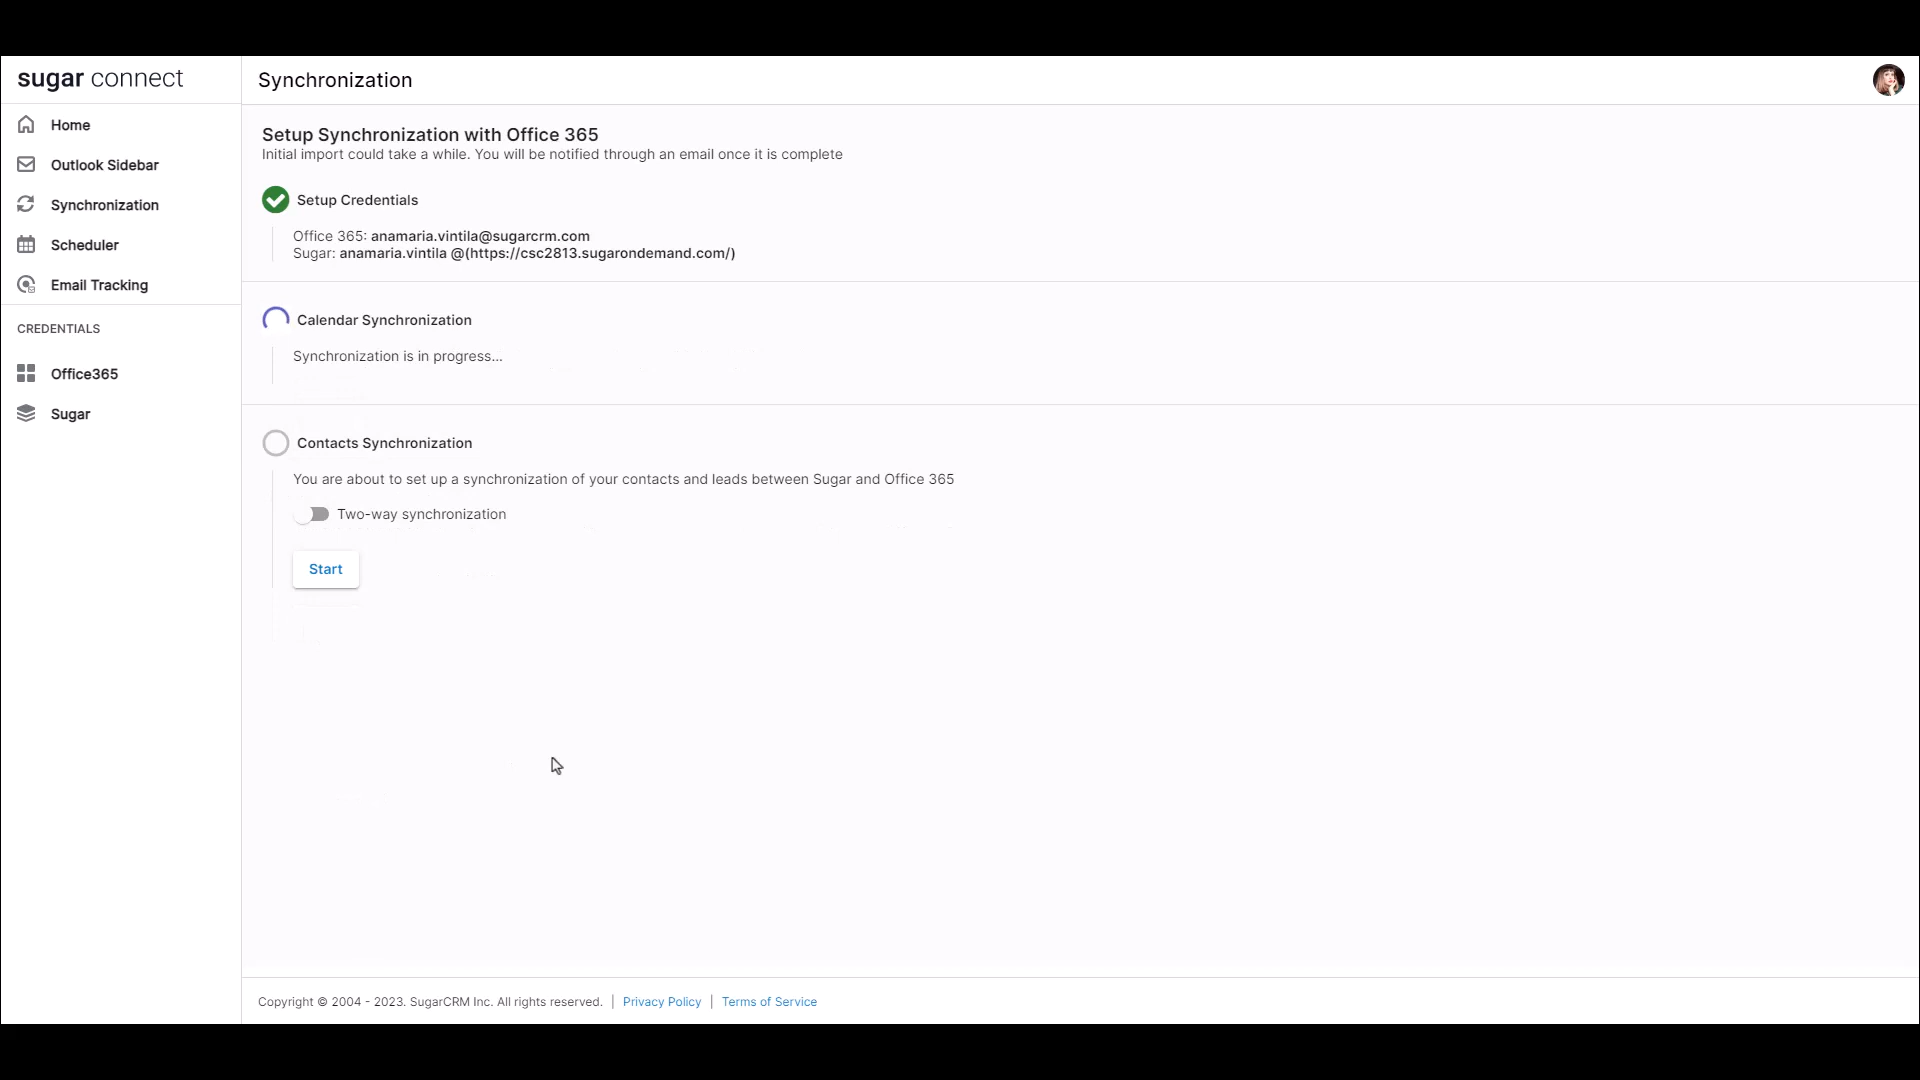 sugar connect
Synchronization
Home
Outlook Sidebar
Synchronization
Scheduler
Email Tracking
CREDENTIALS
Office365
Sugar
Setup Synchronization with Office 365
Initial import could take a while. You will be notified through an email once it is complete
Setup Credentials
Office 365: anamaria.vintila@sugarcrm.com
Sugar: anamaria.vintila @(https://csc2813.sugarondemand.com/)
Calendar Synchronization
Synchronization is in progress...
Contacts Synchronization
You are about to set up a synchronization of your contacts and leads between Sugar and Office 365
Two-way synchronization
Start
Copyright © 2004 - 2023. SugarCRM Inc. All rights reserved. | Privacy Policy | Terms of Service